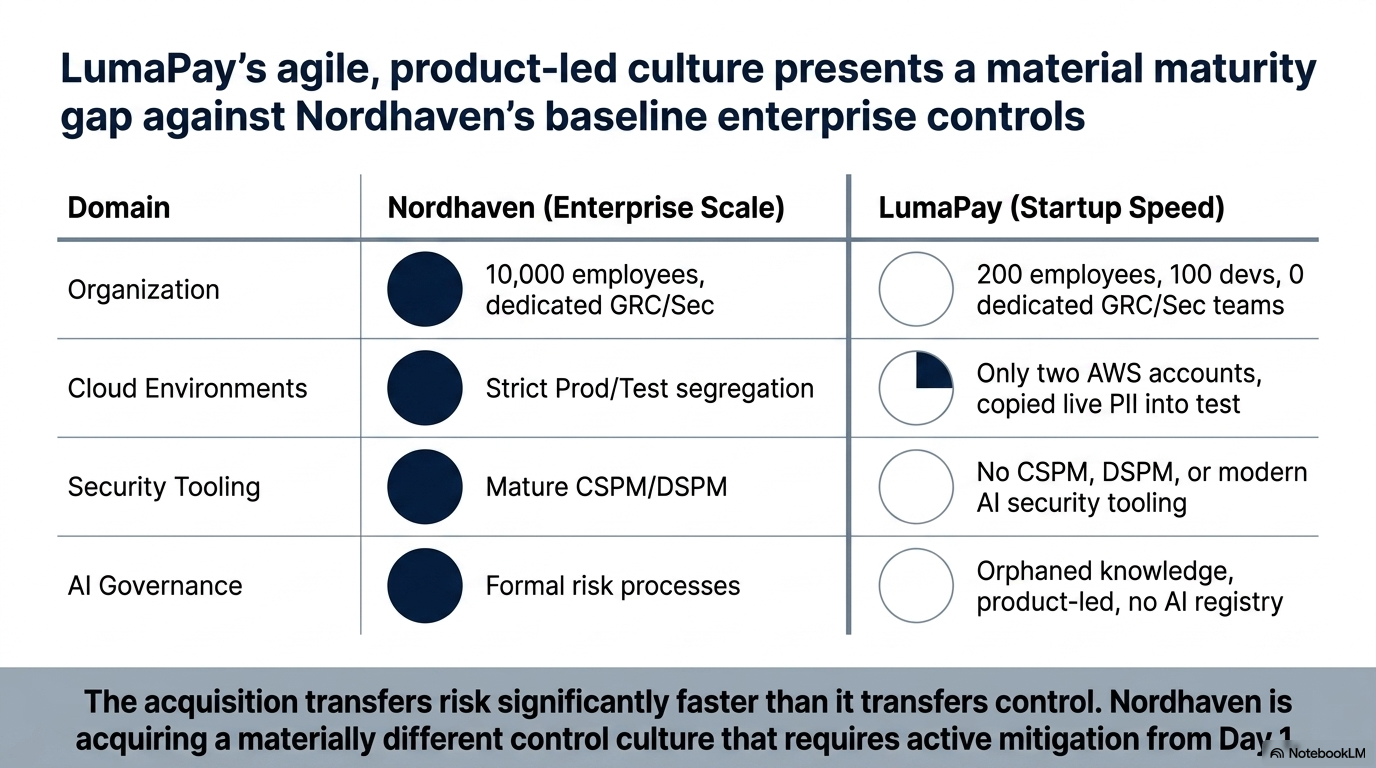 LumaPay’s agile, product-led culture presents a material maturity
gap against Nordhaven’s baseline enterprise controls
Domain
Nordhaven (Enterprise Scale)
LumaPay (Startup Speed)
Organization
10,000 employees,
dedicated GRC/Sec
200 employees, 100 devs, 0
dedicated GRC/Sec teams
Cloud Environments
Strict Prod/Test segregation
Only two AWS accounts,
copied live PII into test
Security Tooling
Mature CSPM/DSPM
No CSPM, DSPM, or modern
AI security tooling
AI Governance
Formal risk processes
Orphaned knowledge,
product-led, no AI registry
The acquisition transfers risk significantly faster than it transfers control. Nordhaven is
acquiring a materially different control culture that requires active mitigation from Day 1
NotebookLM